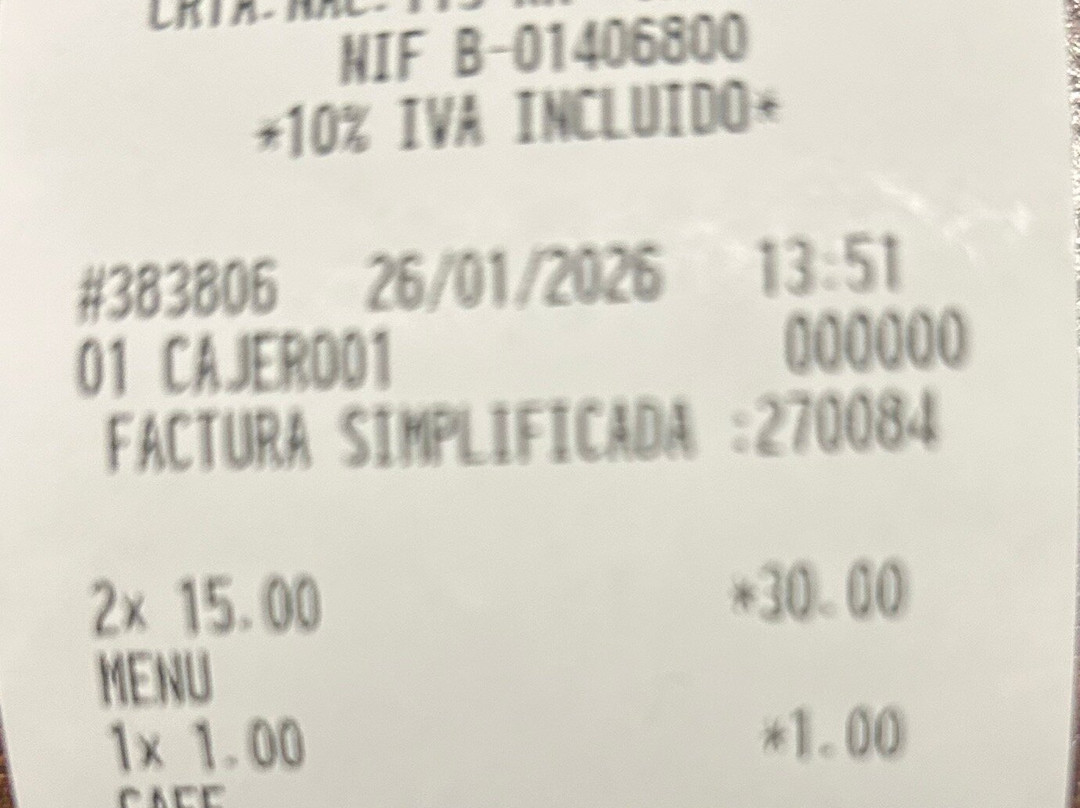 NIF B-01406800
*10% IVA INCLUIDO*
#383806 26/01/2026 13:51
01 CAJERO01 000000
FACTURA SIMPLIFICADA :270084
2x 15.00 *30.00
MENU
1x 1.00 *1.00
CAFE